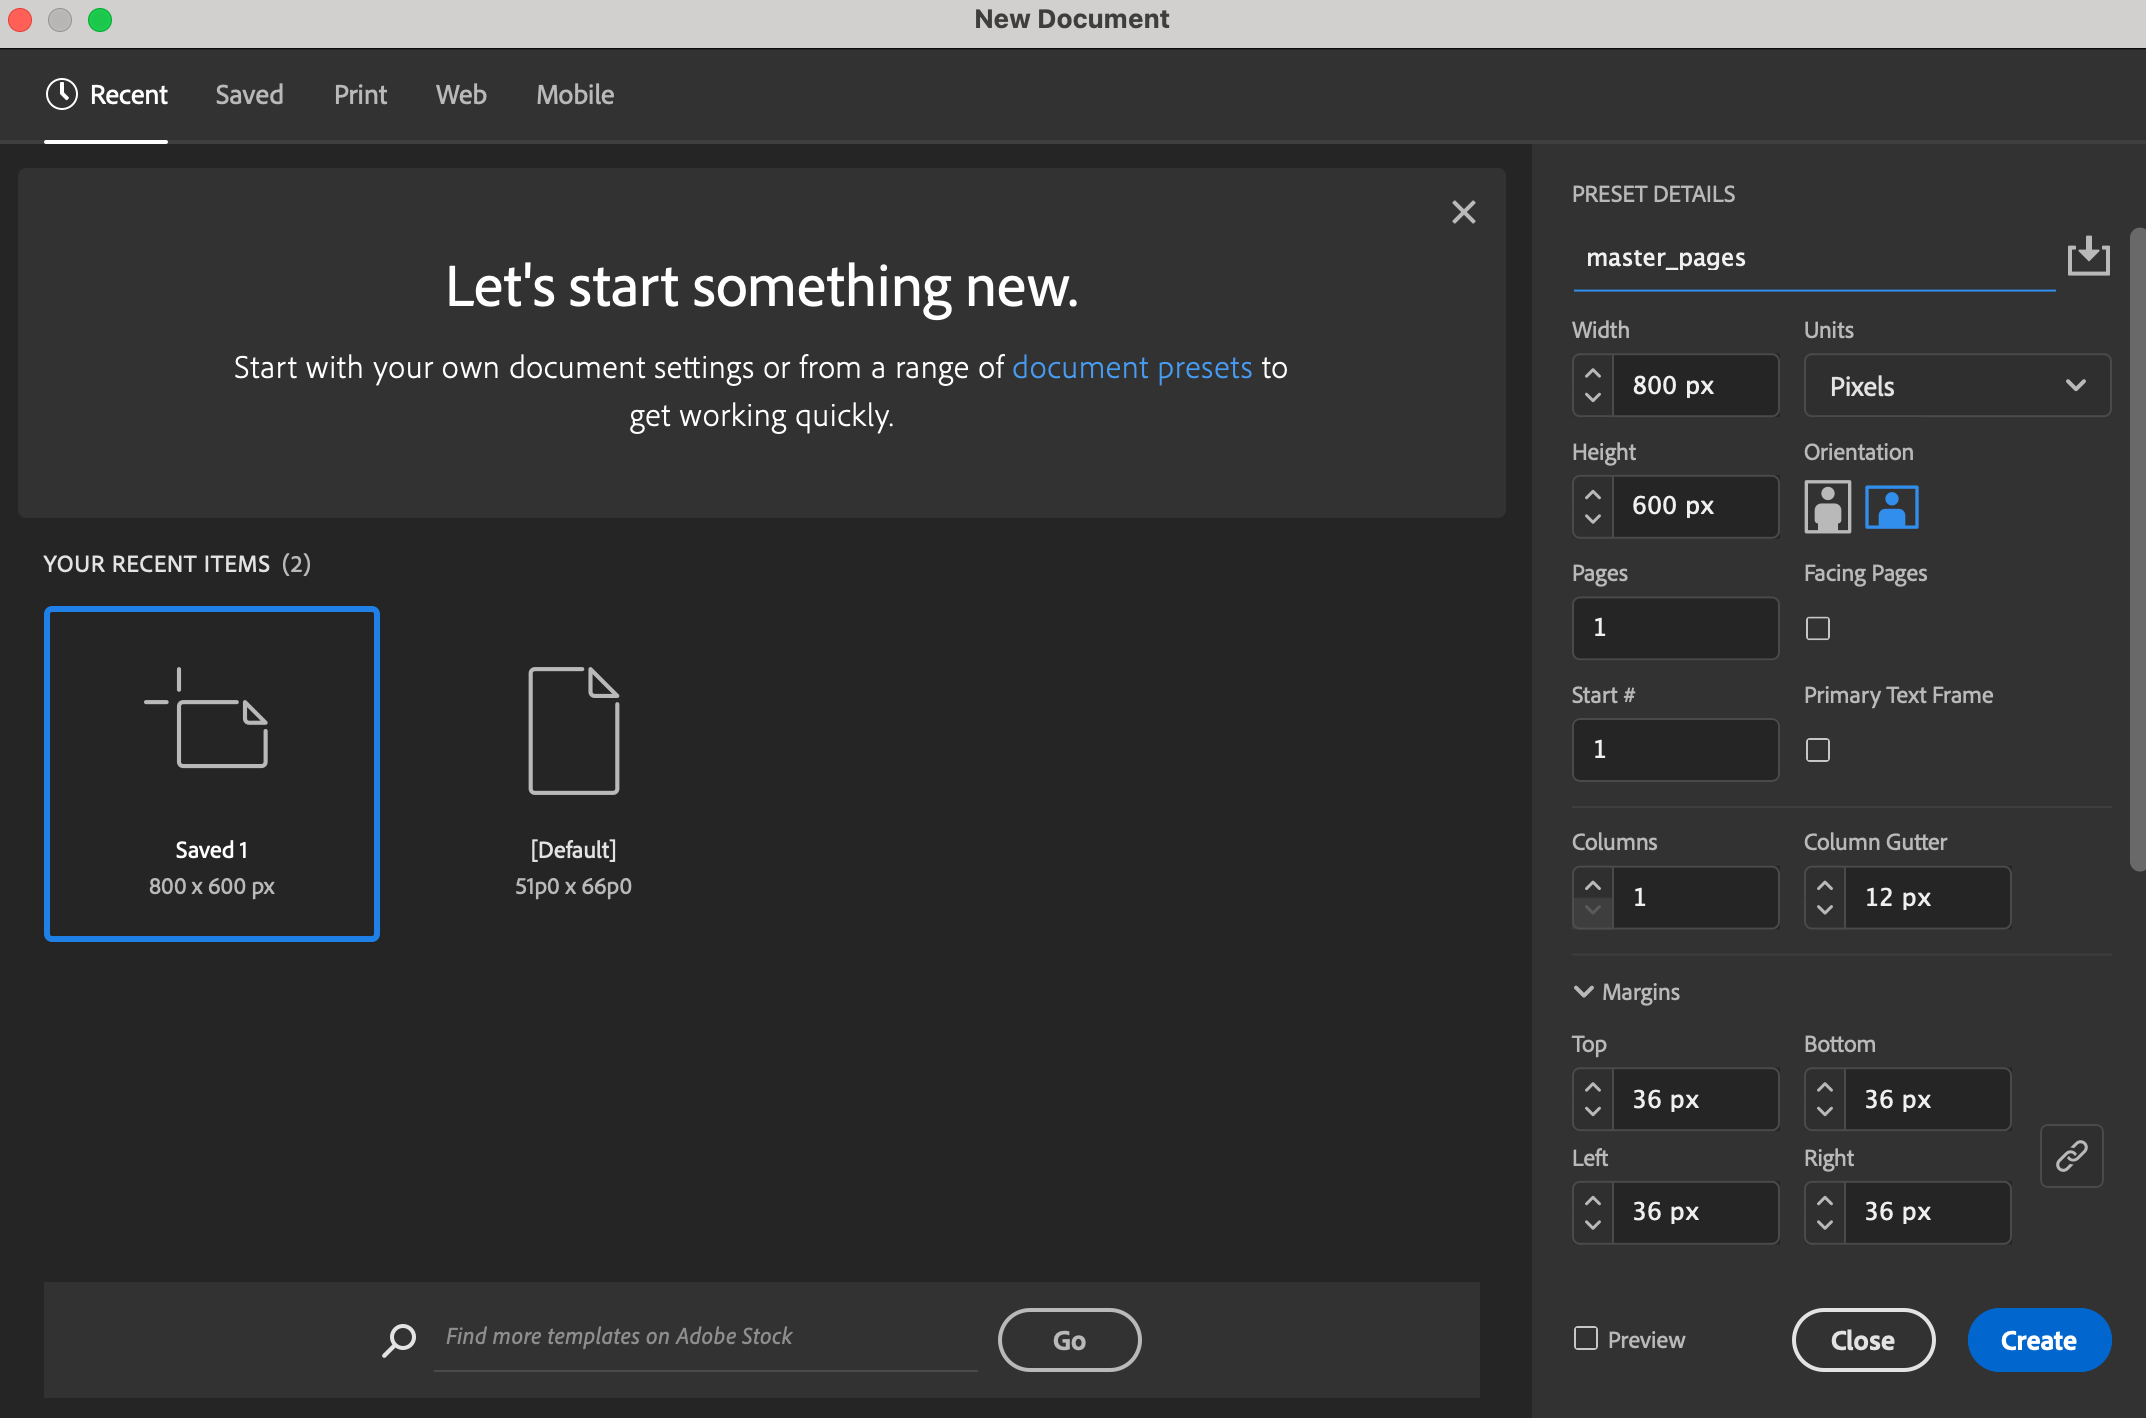 New Document
Recent Saved Print Web Mobile
Let's start something new.
Start with your own document settings or from a range of document presets to
get working quickly.
YOUR RECENT ITEMS (2)
Saved 1
800 x 600 px
[Default]
51p0 x 66p0
Find more templates on Adobe Stock
Go
PRESET DETAILS
master_pages
Width Units
800 px Pixels
Height Orientation
600 px
Pages Facing Pages
1
Start # Primary Text Frame
1
Columns Column Gutter
1 12 px
Margins
Top Bottom
36 px 36 px
Left Right
36 px 36 px
Preview Close Create